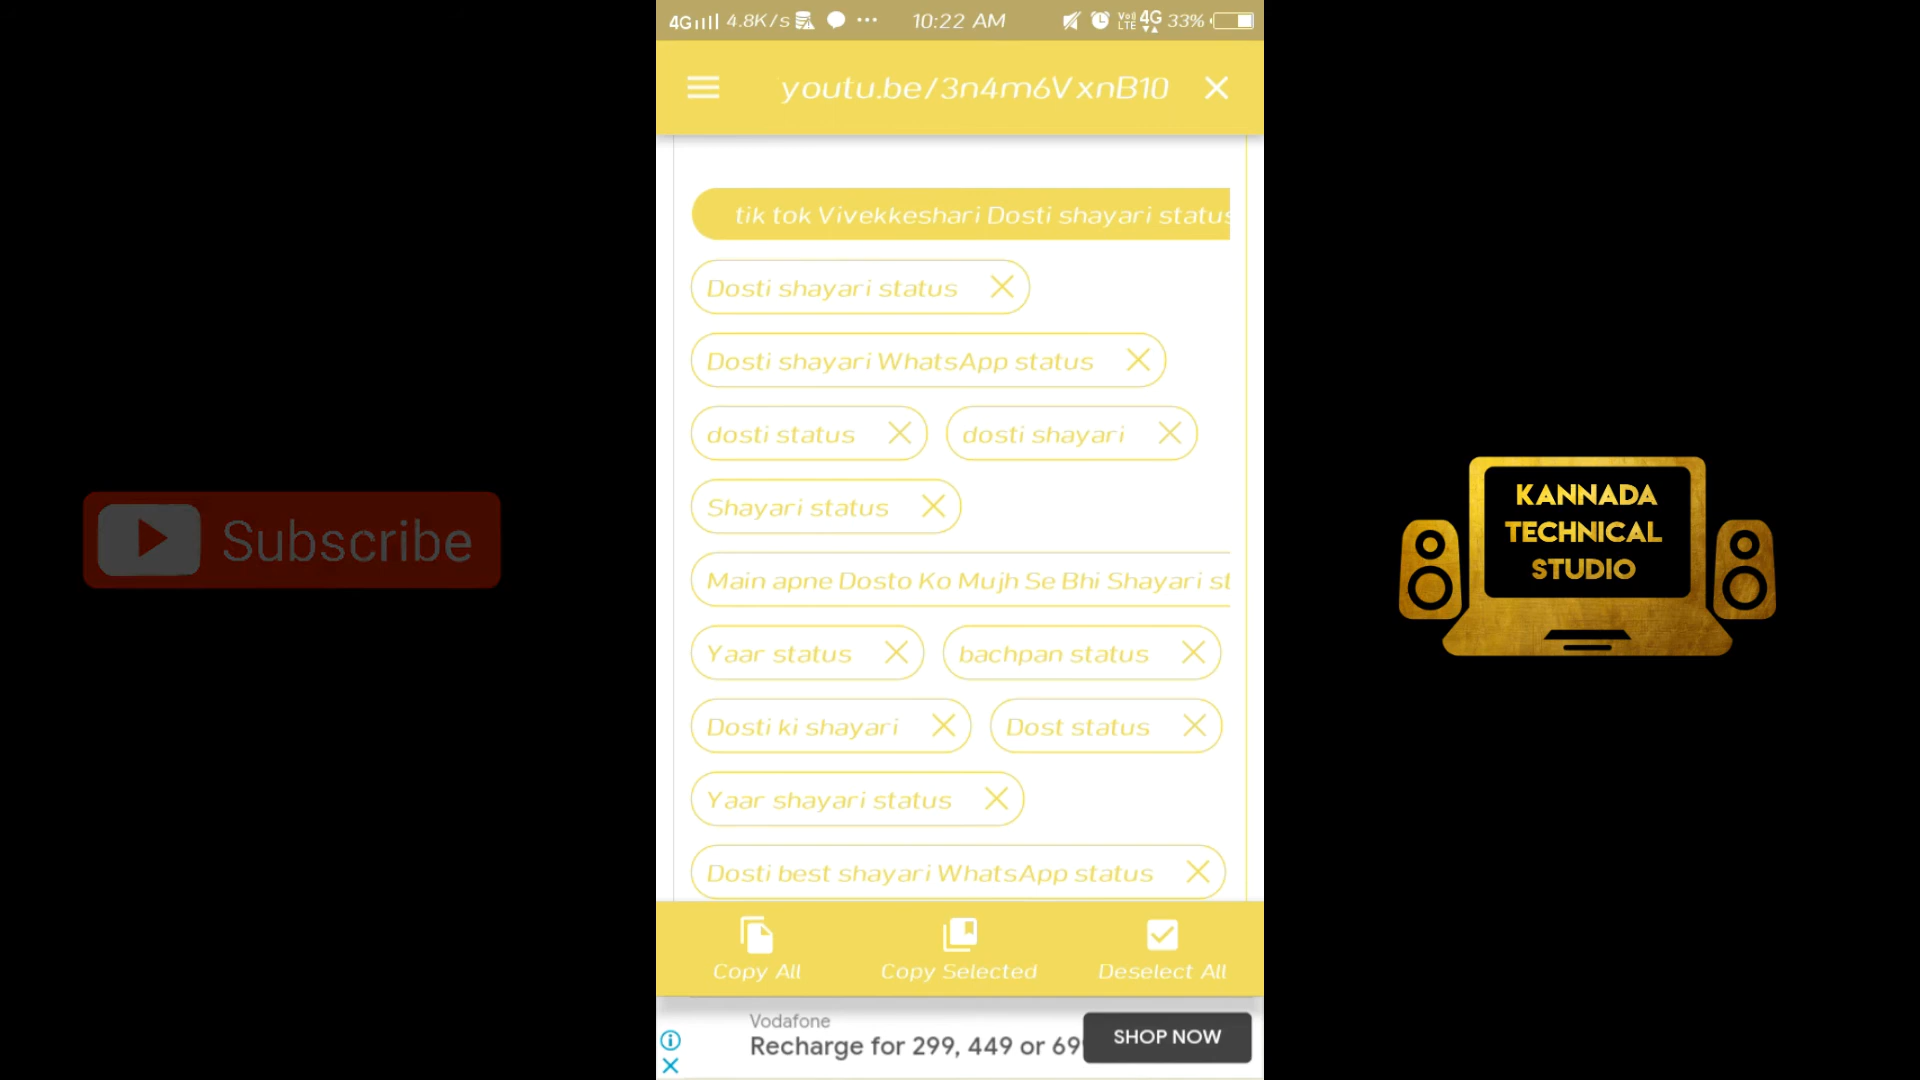 4G 4.8K/s 10:22 AM VoLTE 4G 33%
youtu.be/3n4m6VxnB10
tik tok Vivekkeshari Dosti shayari status
Dosti shayari status
Dosti shayari WhatsApp status
dosti status dosti shayari
Shayari status
Main apne Dosto Ko Mujh Se Bhi Shayari st
Yaar status bachpan status
Dosti ki shayari Dost status
Yaar shayari status
Dosti best shayari WhatsApp status
Copy All Copy Selected Deselect All
Vodafone
Recharge for 299, 449 or 69
SHOP NOW
Subscribe
KANNADA
TECHNICAL
STUDIO